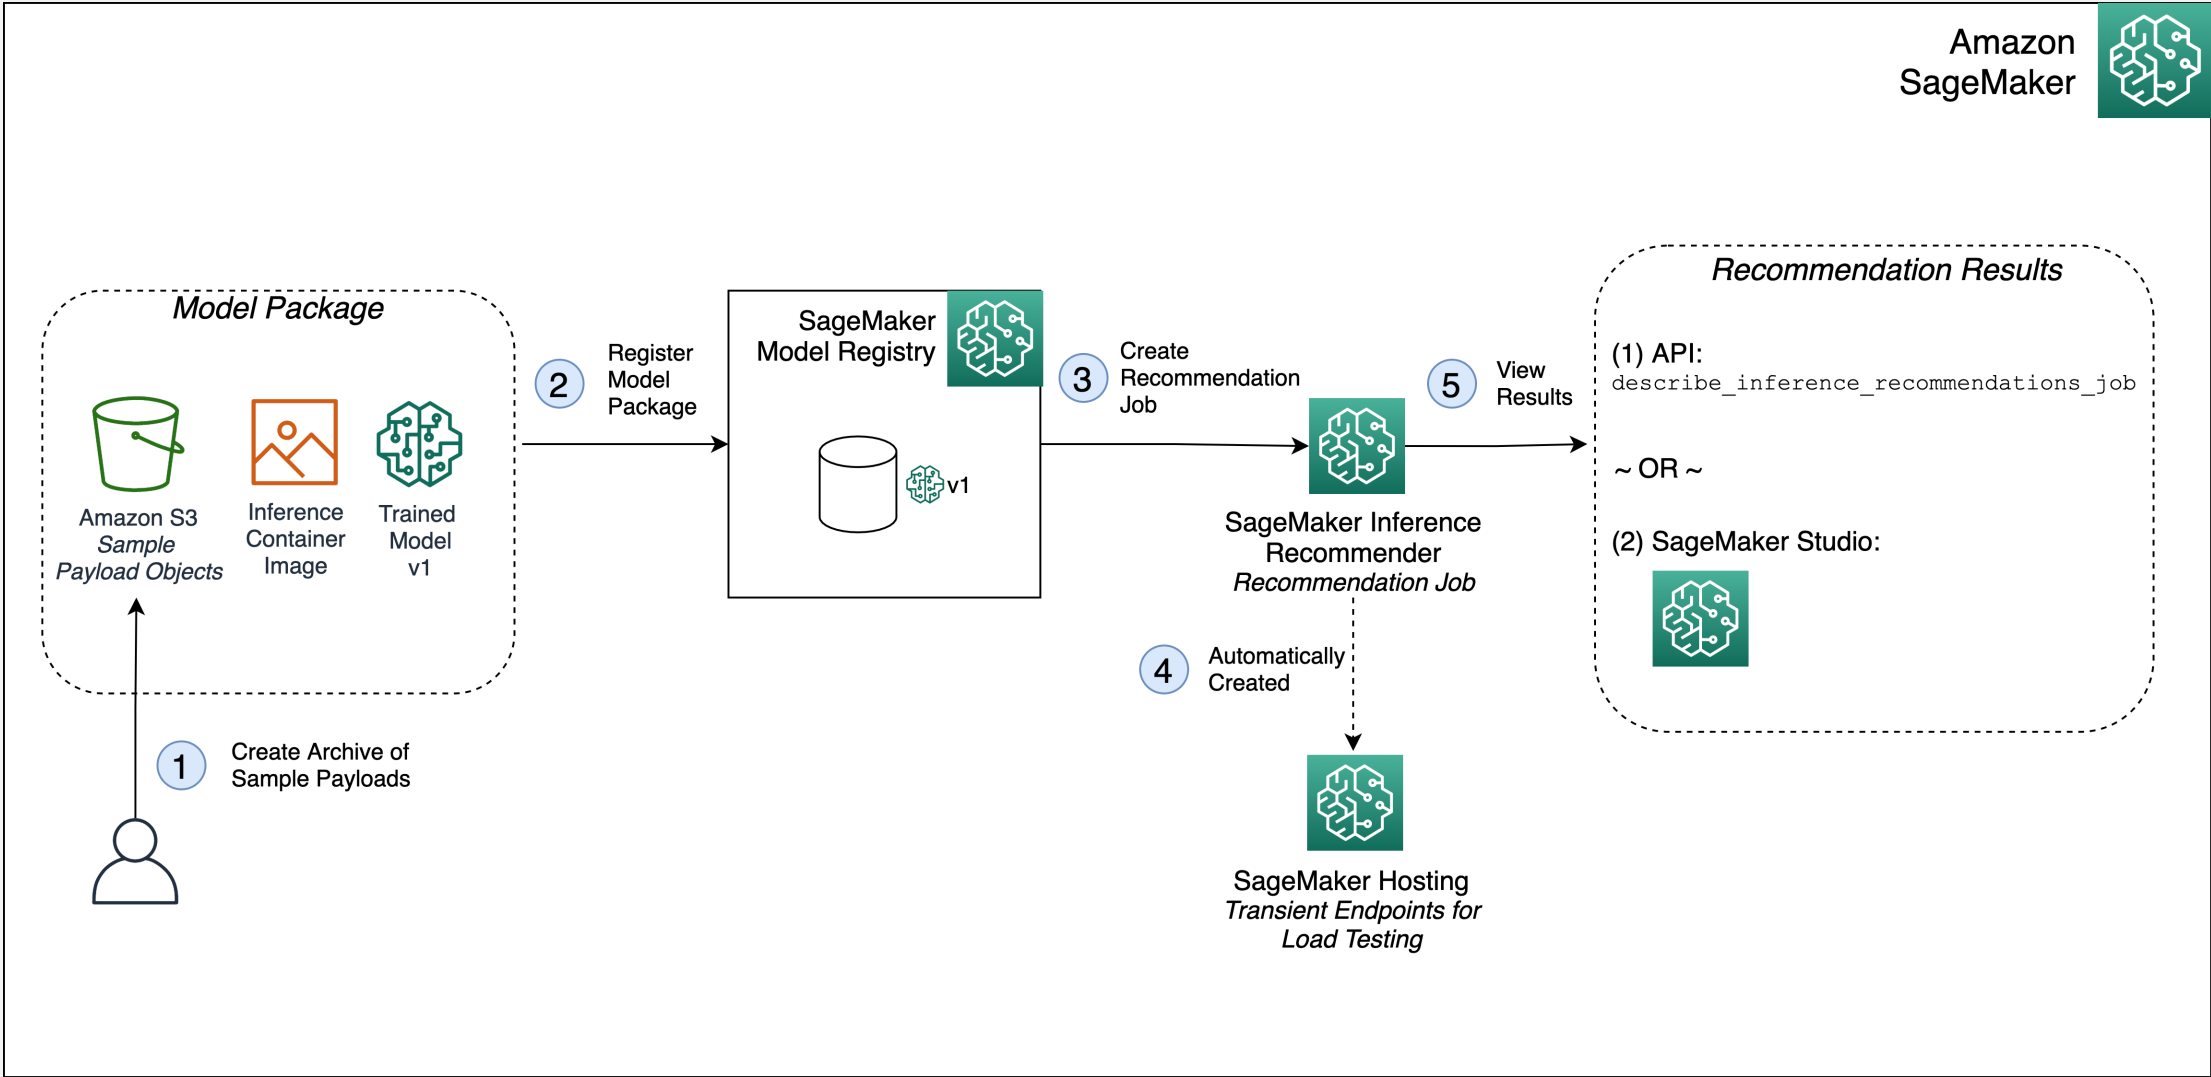 Amazon
SageMaker
Model Package
Amazon S3
Sample
Payload Objects
Inference
Container
Image
Trained
Model
v1
1
Create Archive of
Sample Payloads
2
Register
Model
Package
SageMaker
Model Registry
v1
3
Create
Recommendation
Job
SageMaker Inference
Recommender
Recommendation Job
4
Automatically
Created
SageMaker Hosting
Transient Endpoints for
Load Testing
5
View
Results
Recommendation Results
(1) API:
describe_inference_recommendations_job
~ OR ~
(2) SageMaker Studio: